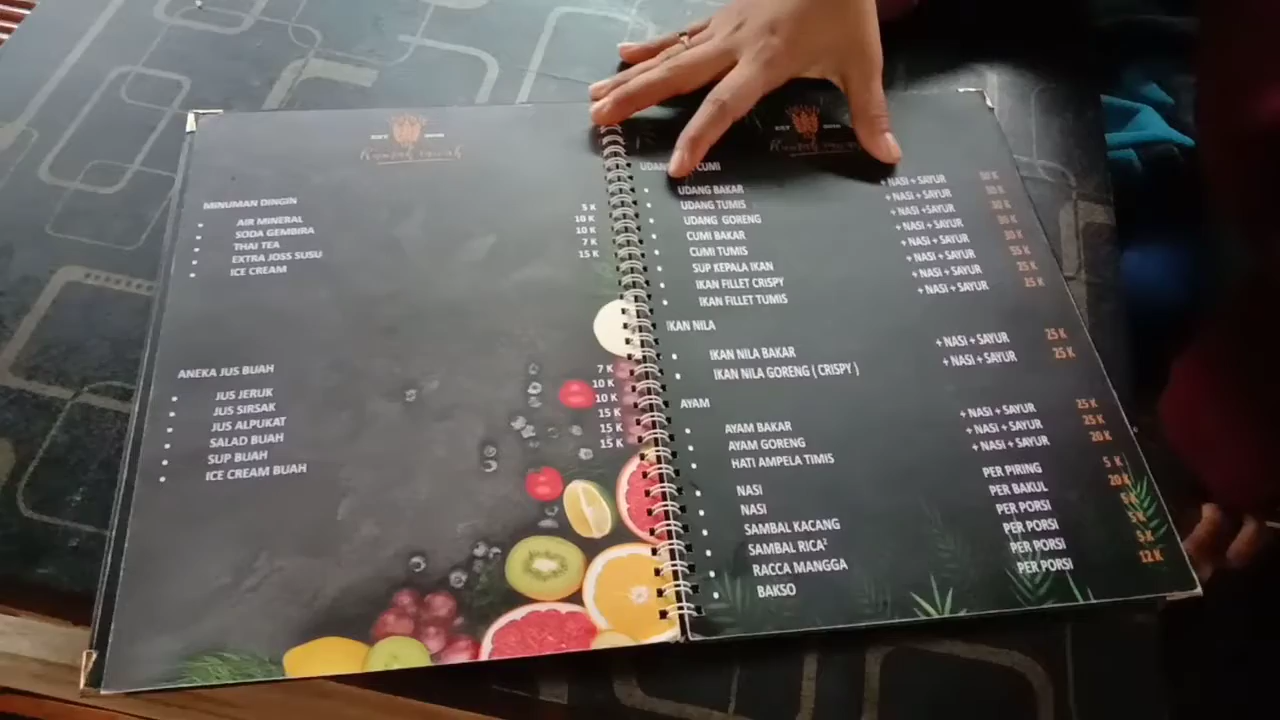 MINUMAN DINGIN
AIR MINERAL 5 K
SODA GEMBIRA 10 K
THAI TEA 10 K
EXTRA JOSS SUSU 7 K
ICE CREAM 15 K
ANEKA JUS BUAH
JUS JERUK 7 K
JUS SIRSAK 10 K
JUS ALPUKAT 10 K
SALAD BUAH 15 K
SUP BUAH 15 K
ICE CREAM BUAH 15 K
CUMI
UDANG BAKAR + NASI + SAYUR
UDANG TUMIS + NASI + SAYUR
UDANG GORENG + NASI +SAYUR
CUMI BAKAR + NASI + SAYUR
CUMI TUMIS + NASI + SAYUR
SUP KEPALA IKAN + NASI + SAYUR
IKAN FILLET CRISPY + NASI + SAYUR 25 K
IKAN FILLET TUMIS + NASI + SAYUR 25 K
IKAN NILA
IKAN NILA BAKAR + NASI + SAYUR 25 K
IKAN NILA GORENG ( CRISPY ) + NASI + SAYUR 25 K
AYAM
AYAM BAKAR + NASI + SAYUR 25 K
AYAM GORENG + NASI + SAYUR 25 K
HATI AMPELA TIMIS + NASI + SAYUR 20 K
NASI PER PIRING 5 K
NASI PER BAKUL 20 K
SAMBAL KACANG PER PORSI 5 K
SAMBAL RICA² PER PORSI 5 K
RACCA MANGGA PER PORSI 5 K
BAKSO PER PORSI 12 K